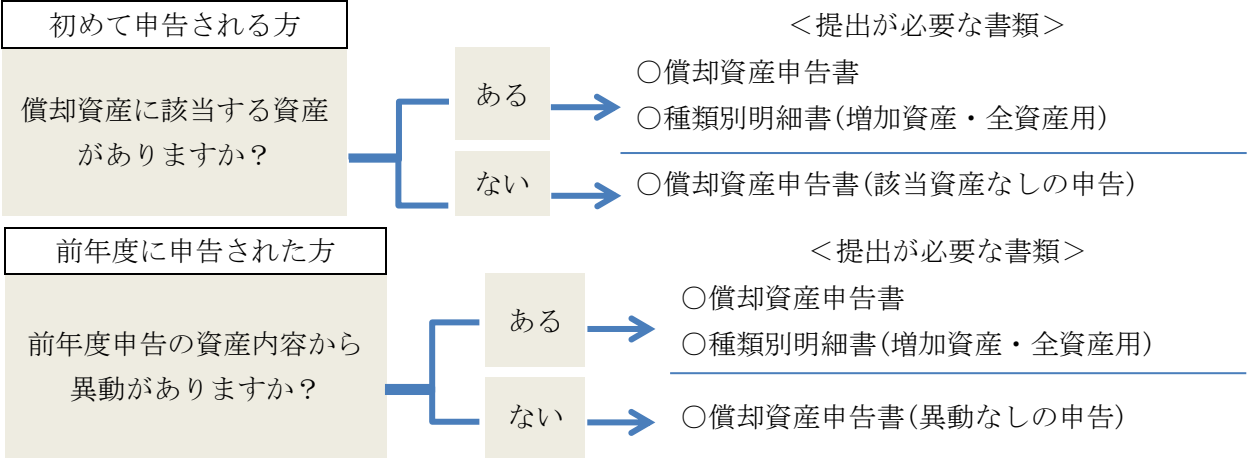 初めて申告される方
償却資産に該当する資産
がありますか？
ある
ない
＜提出が必要な書類＞
○償却資産申告書
○種類別明細書(増加資産・全資産用)
○償却資産申告書(該当資産なしの申告)
前年度に申告された方
前年度申告の資産内容から
異動がありますか？
ある
ない
＜提出が必要な書類＞
○償却資産申告書
○種類別明細書(増加資産・全資産用)
○償却資産申告書(異動なしの申告)